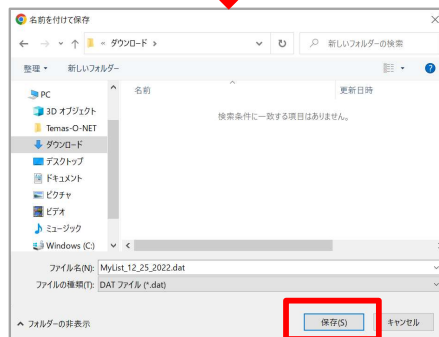 名前を付けて保存
« ダウンロード ›
新しいフォルダーの検索
整理
新しいフォルダー
名前
更新日時
PC
3D オブジェクト
Temas-O-NET
ダウンロード
デスクトップ
ドキュメント
ピクチャ
ビデオ
ミュージック
Windows (C:)
検索条件に一致する項目はありません。
ファイル名(N): MyList_12_25_2022.dat
ファイルの種類(T): DAT ファイル (*.dat)
フォルダーの非表示
保存(S)
キャンセル